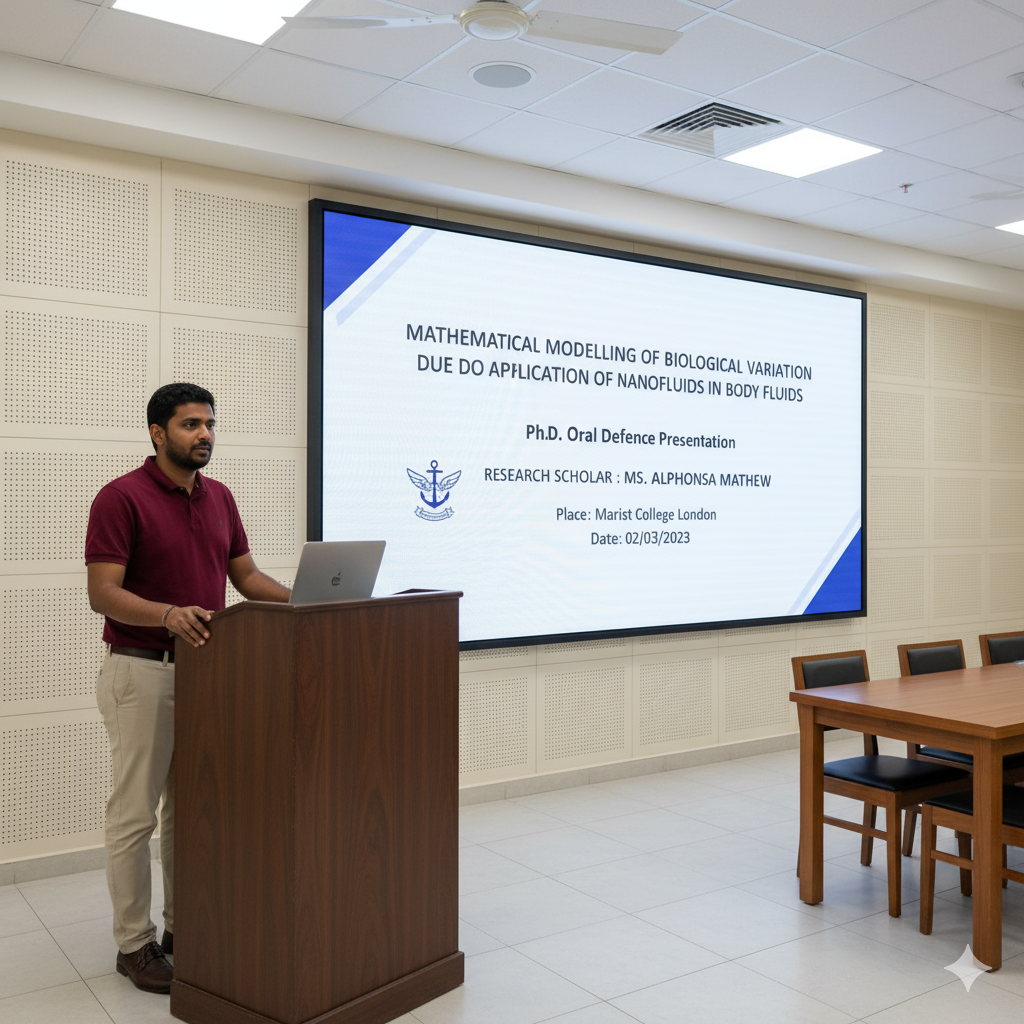 MATHEMATICAL MODELLING OF BIOLOGICAL VARIATION
DUE DO APPLICATION OF NANOFLUIDS IN BODY FLUIDS
Ph.D. Oral Defence Presentation
RESEARCH SCHOLAR : MS. ALPHONSA MATHEW
Place: Marist College London
Date: 02/03/2023